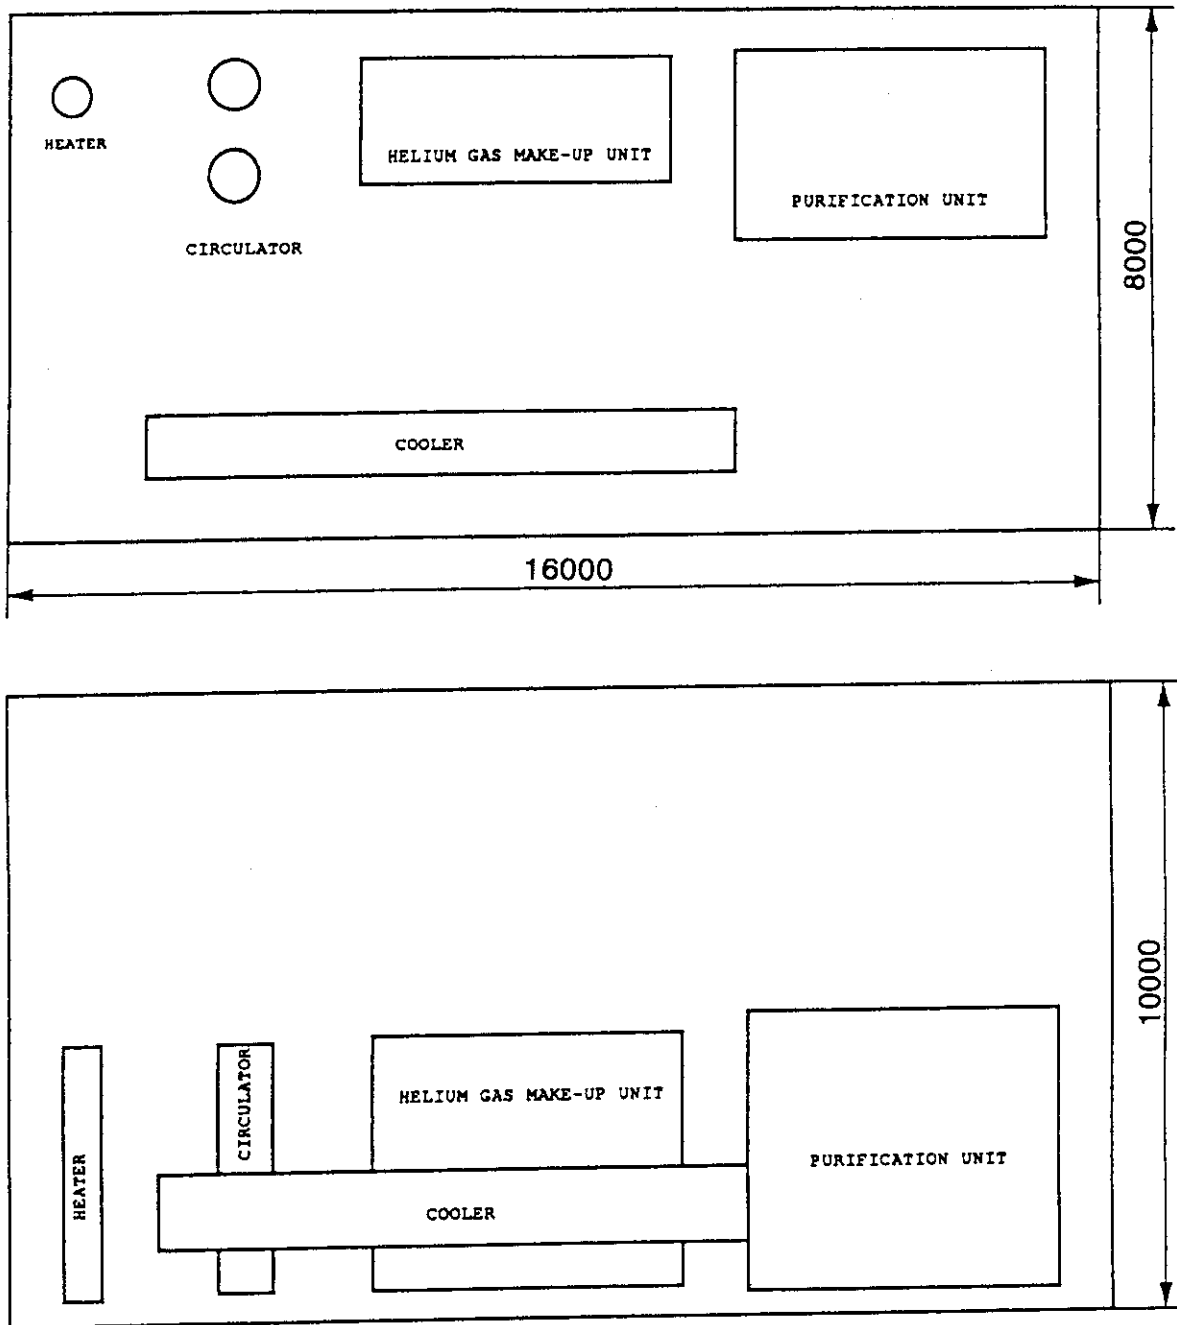 HEATER
HELIUM GAS MAKE-UP UNIT
PURIFICATION UNIT
CIRCULATOR
8000
COOLER
16000
10000
CIRCULATOR
HELIUM GAS MAKE-UP UNIT
HEATER
PURIFICATION UNIT
COOLER